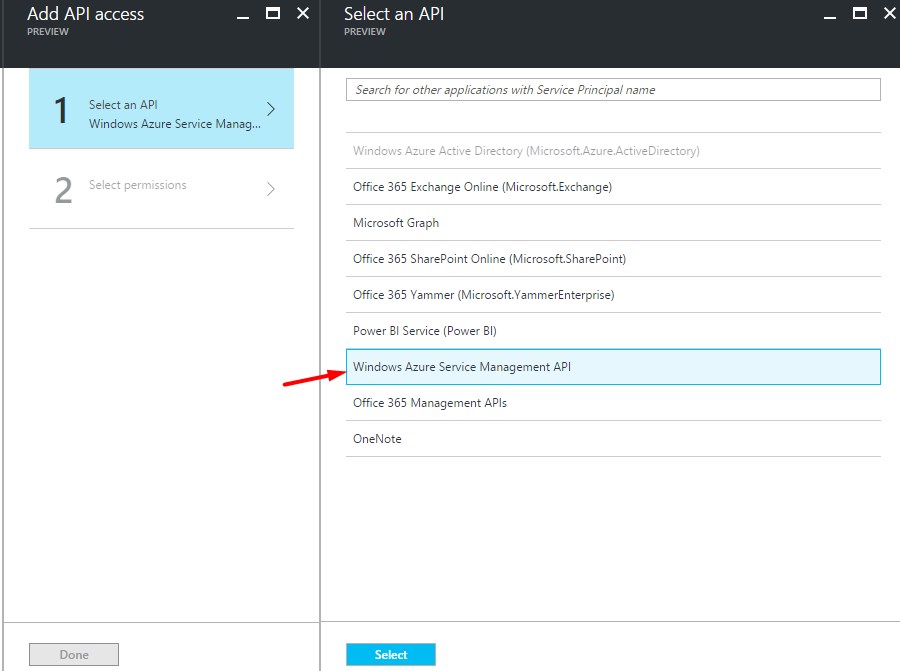 Add API access
PREVIEW
1
Select an API
Windows Azure Service Manag...
2
Select permissions
Done
Select an API
PREVIEW
Search for other applications with Service Principal name
Windows Azure Active Directory (Microsoft.Azure.ActiveDirectory)
Office 365 Exchange Online (Microsoft.Exchange)
Microsoft Graph
Office 365 SharePoint Online (Microsoft.SharePoint)
Office 365 Yammer (Microsoft.YammerEnterprise)
Power BI Service (Power BI)
Windows Azure Service Management API
Office 365 Management APIs
OneNote
Select